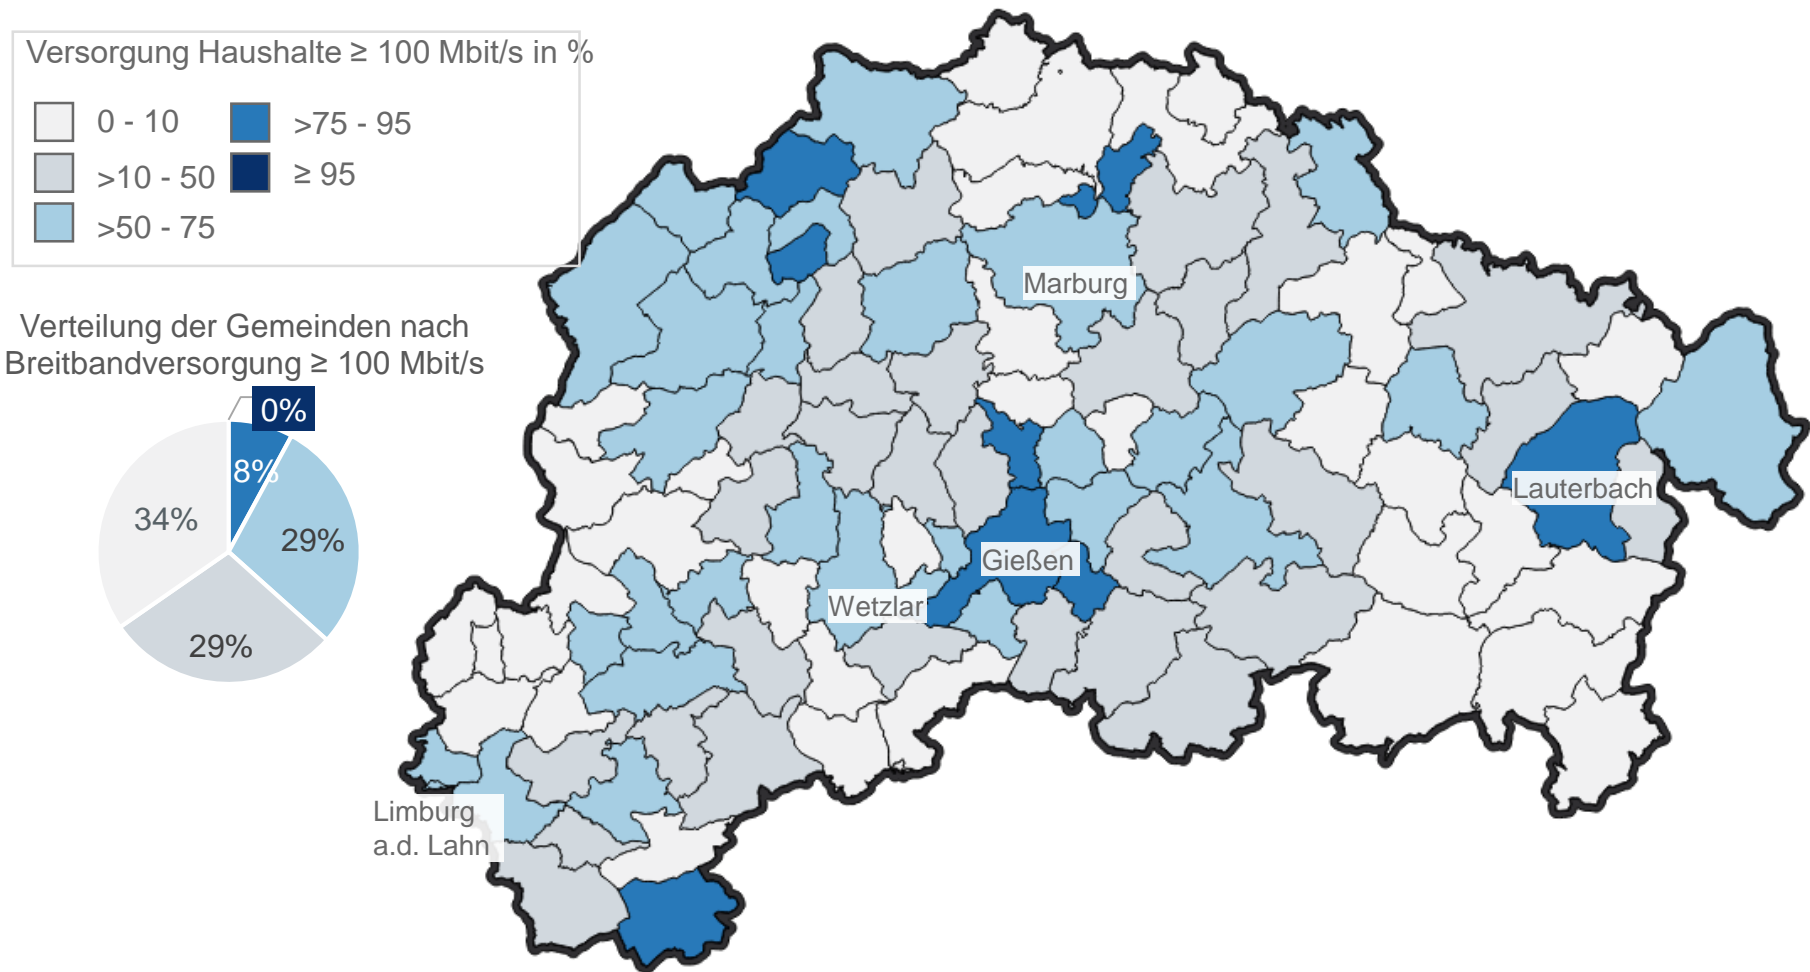 Versorgung Haushalte ≥ 100 Mbit/s in %
0 - 10
>75 - 95
>10 - 50
≥ 95
>50 - 75
Verteilung der Gemeinden nach
Breitbandversorgung ≥ 100 Mbit/s
0%
8%
34%
29%
29%
Marburg
Lauterbach
Gießen
Wetzlar
Limburg
a.d. Lahn